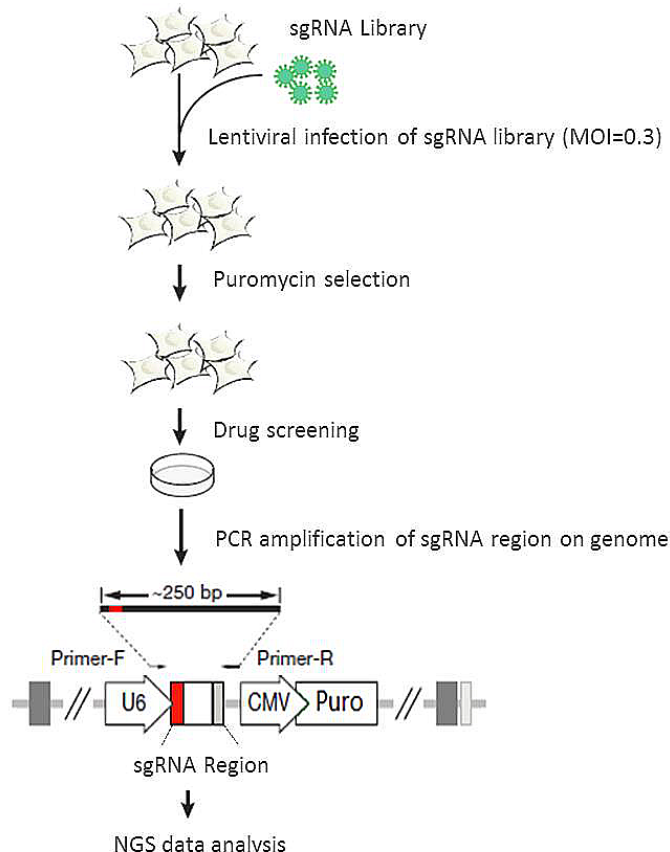 sgRNA Library
Lentiviral infection of sgRNA library (MOI=0.3)
Puromycin selection
Drug screening
PCR amplification of sgRNA region on genome
~250 bp
Primer-F
Primer-R
U6
CMV
Puro
sgRNA Region
NGS data analysis